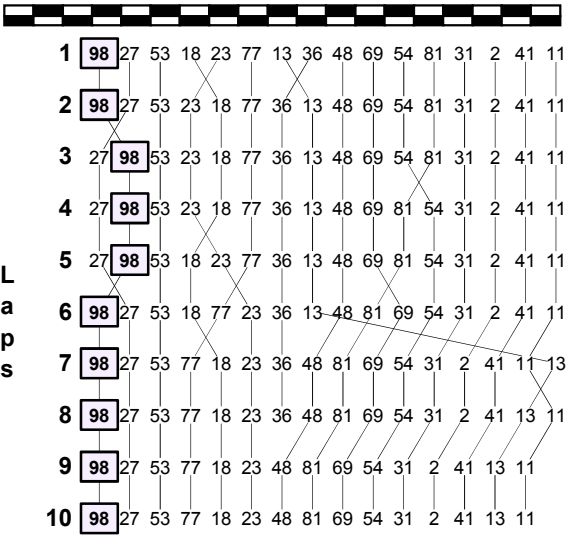 1 98 27 53 18 23 77 13 36 48 69 54 81 31 2 41 11
2 98 27 53 23 18 77 36 13 48 69 54 81 31 2 41 11
3 27 98 53 23 18 77 36 13 48 69 54 81 31 2 41 11
4 27 98 53 23 18 77 36 13 48 69 81 54 31 2 41 11
5 27 98 53 18 23 77 36 13 48 69 81 54 31 2 41 11
6 98 27 53 18 77 23 36 13 48 81 69 54 31 2 41 11
7 98 27 53 77 18 23 36 48 81 69 54 31 2 41 11 13
8 98 27 53 77 18 23 36 48 81 69 54 31 2 41 13 11
9 98 27 53 77 18 23 48 81 69 54 31 2 41 13 11
10 98 27 53 77 18 23 48 81 69 54 31 2 41 13 11
Laps